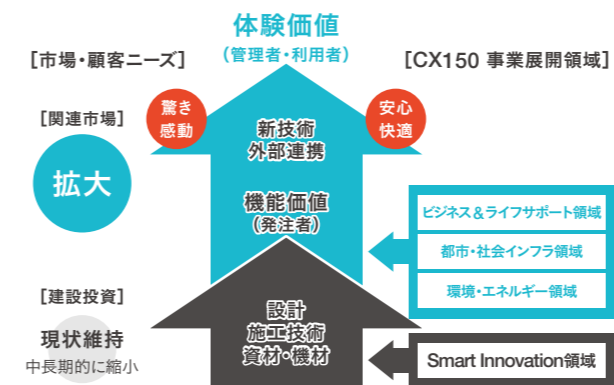 体験価値
(管理者・利用者)
[市場・顧客ニーズ]
[CX150 事業展開領域]
[関連市場]
驚き
感動
安心
快適
新技術
外部連携
拡大
機能価値
(発注者)
ビジネス&ライフサポート領域
都市・社会インフラ領域
環境・エネルギー領域
[建設投資]
現状維持
中長期的に縮小
設計
施工技術
資材・機材
Smart Innovation領域